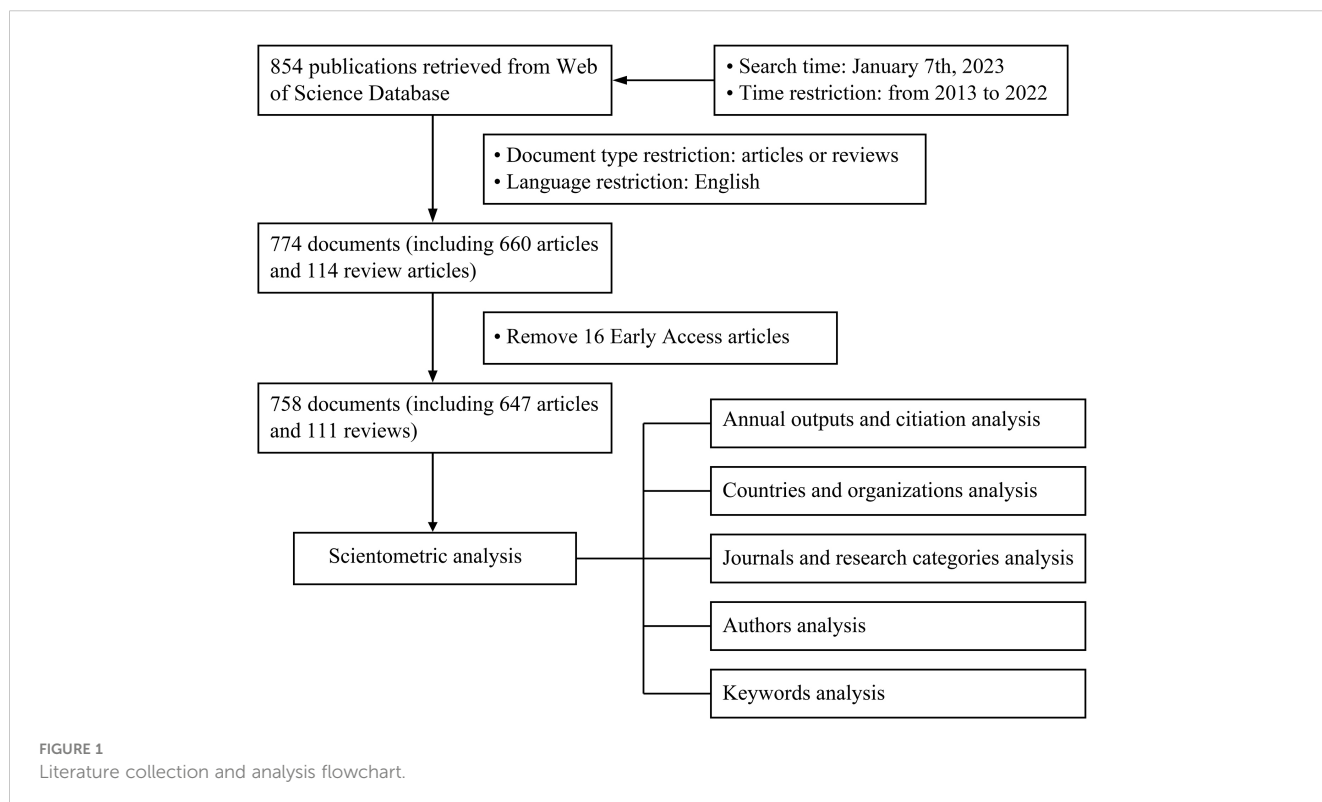 854 publications retrieved from Web
of Science Database
• Search time: January 7th, 2023
• Time restriction: from 2013 to 2022
• Document type restriction: articles or reviews
• Language restriction: English
774 documents (including 660 articles
and 114 review articles)
• Remove 16 Early Access articles
758 documents (including 647 articles
and 111 reviews)
Scientometric analysis
Annual outputs and citiation analysis
Countries and organizations analysis
Journals and research categories analysis
Authors analysis
Keywords analysis
FIGURE 1
Literature collection and analysis flowchart.